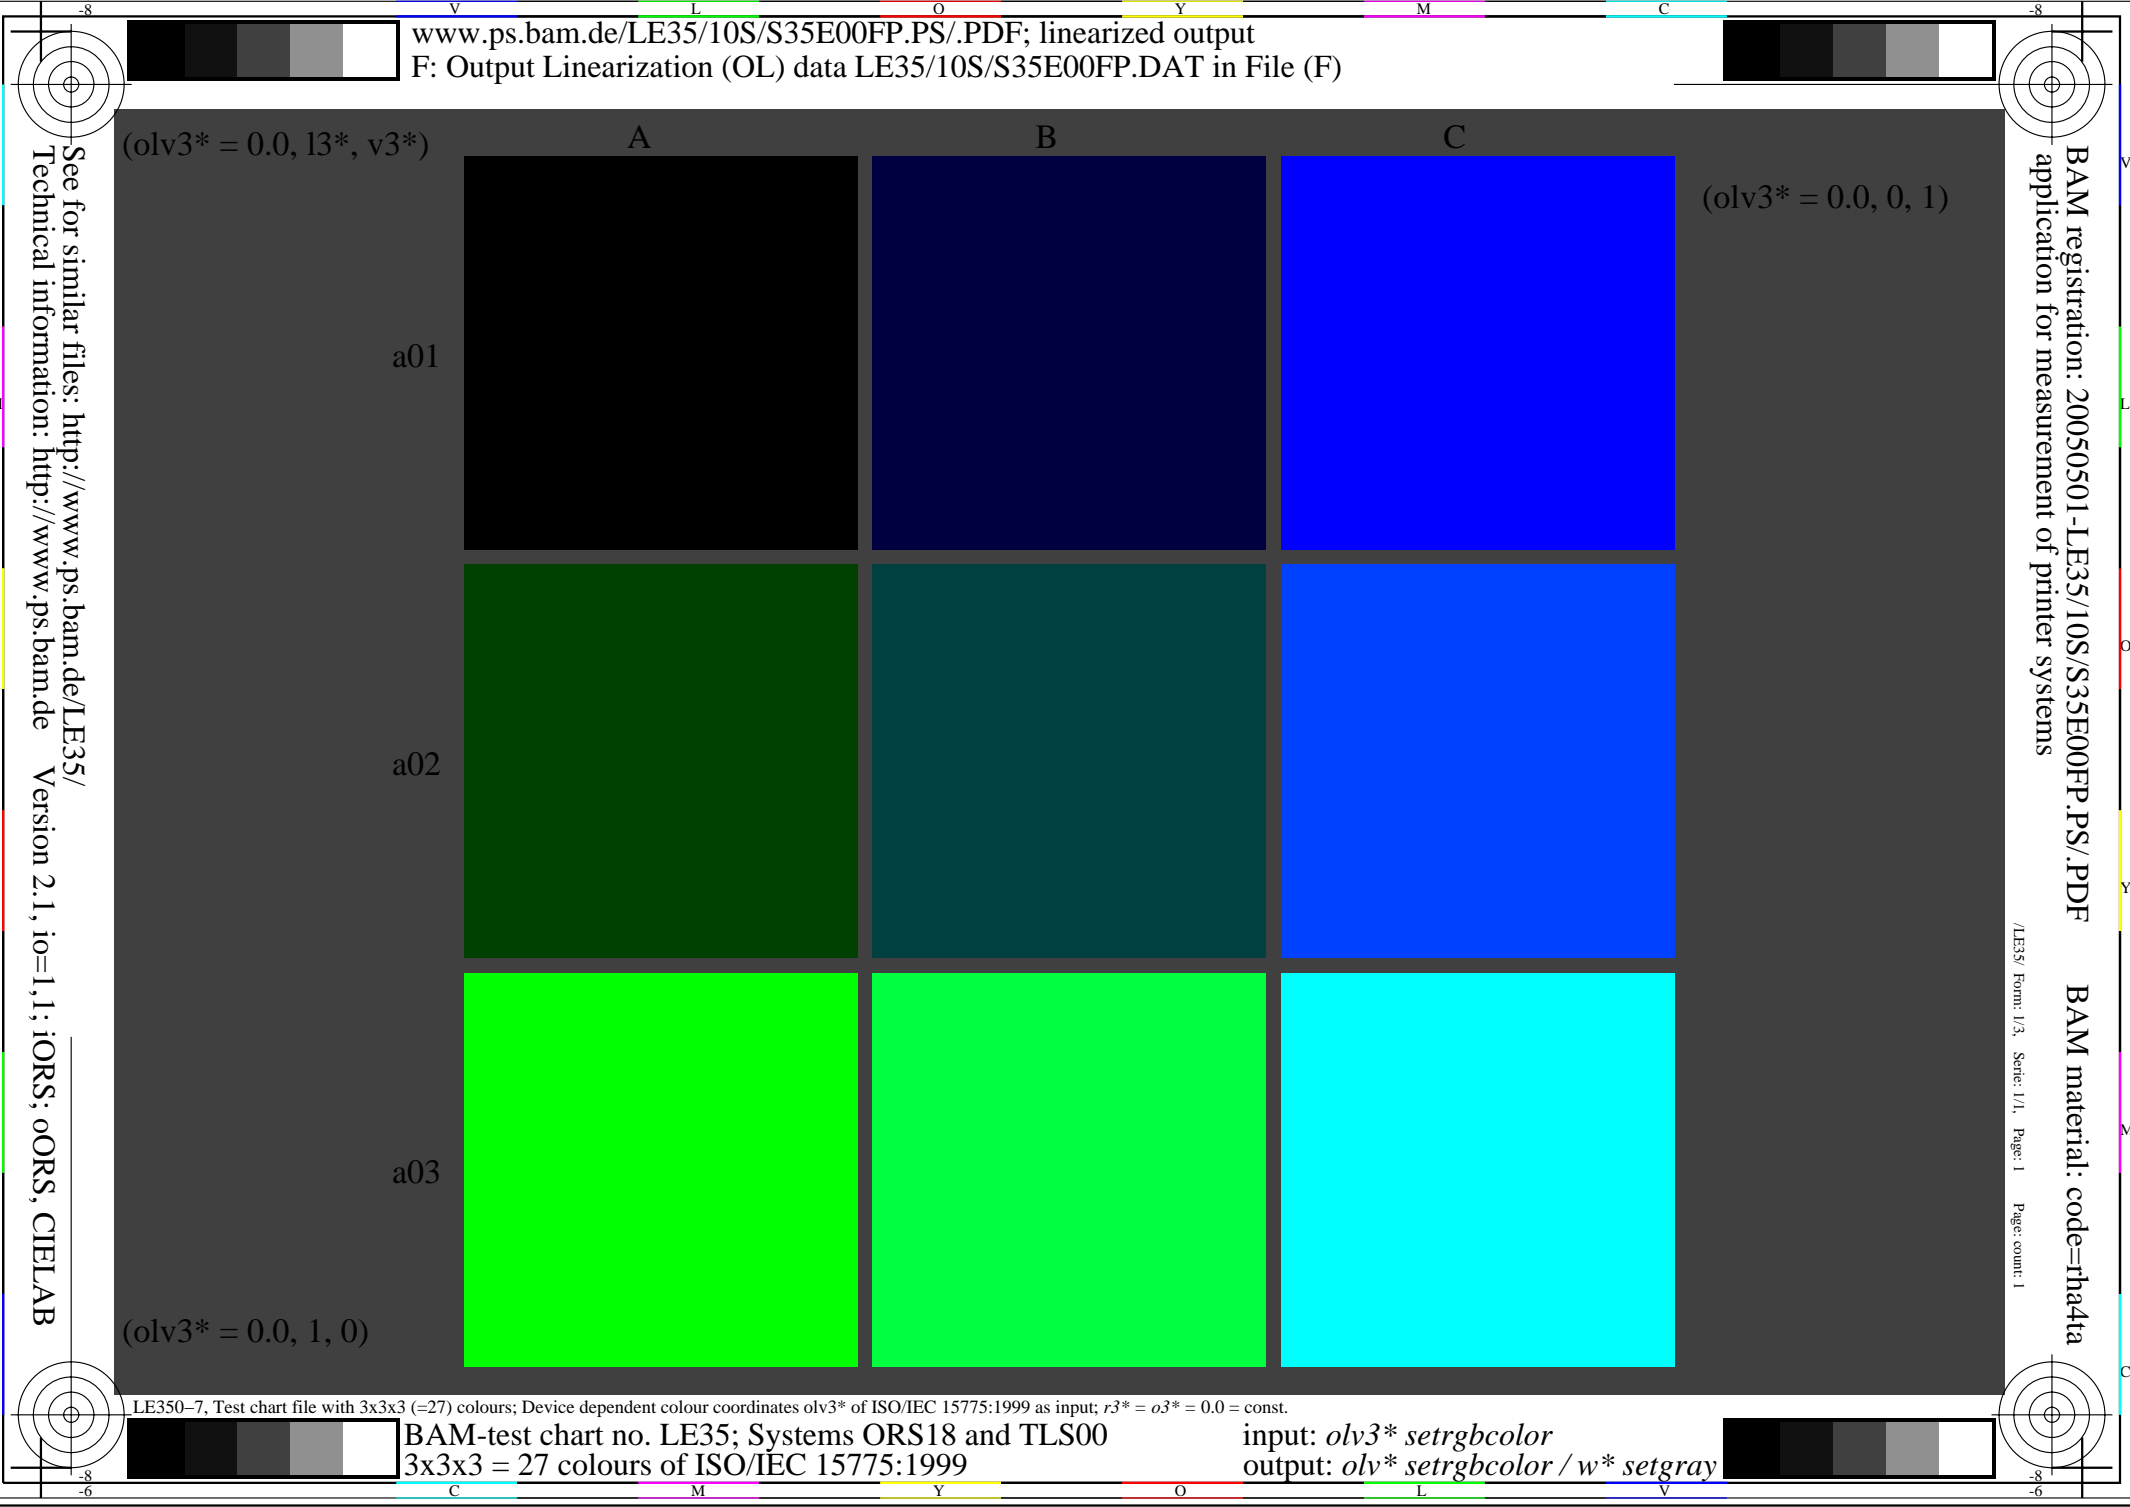 -8 V L O Y M C -8
www.ps.bam.de/LE35/10S/S35E00FP.PS/.PDF; linearized output
F: Output Linearization (OL) data LE35/10S/S35E00FP.DAT in File (F)
(olv3* = 0.0, l3*, v3*)
A B C
(olv3* = 0.0, 0, 1)
a01
a02
a03
(olv3* = 0.0, 1, 0)
See for similar files: http://www.ps.bam.de/LE35/
Technical information: http://www.ps.bam.de Version 2.1, io=1,1; iORS; oORS, CIELAB
BAM registration: 20050501-LE35/10S/S35E00FP.PS/.PDF BAM material: code=rha4ta
application for measurement of printer systems
/LE35/ Form: 1/3, Serie: 1/1, Page: 1 Page: count: 1
V
L
O
Y
M
C
LE350−7, Test chart file with 3x3x3 (=27) colours; Device dependent colour coordinates olv3* of ISO/IEC 15775:1999 as input; r3* = o3* = 0.0 = const.
BAM-test chart no. LE35; Systems ORS18 and TLS00
3x3x3 = 27 colours of ISO/IEC 15775:1999
input: olv3* setrgbcolor
output: olv* setrgbcolor / w* setgray
-8 -8
-6 C M Y O L V -6